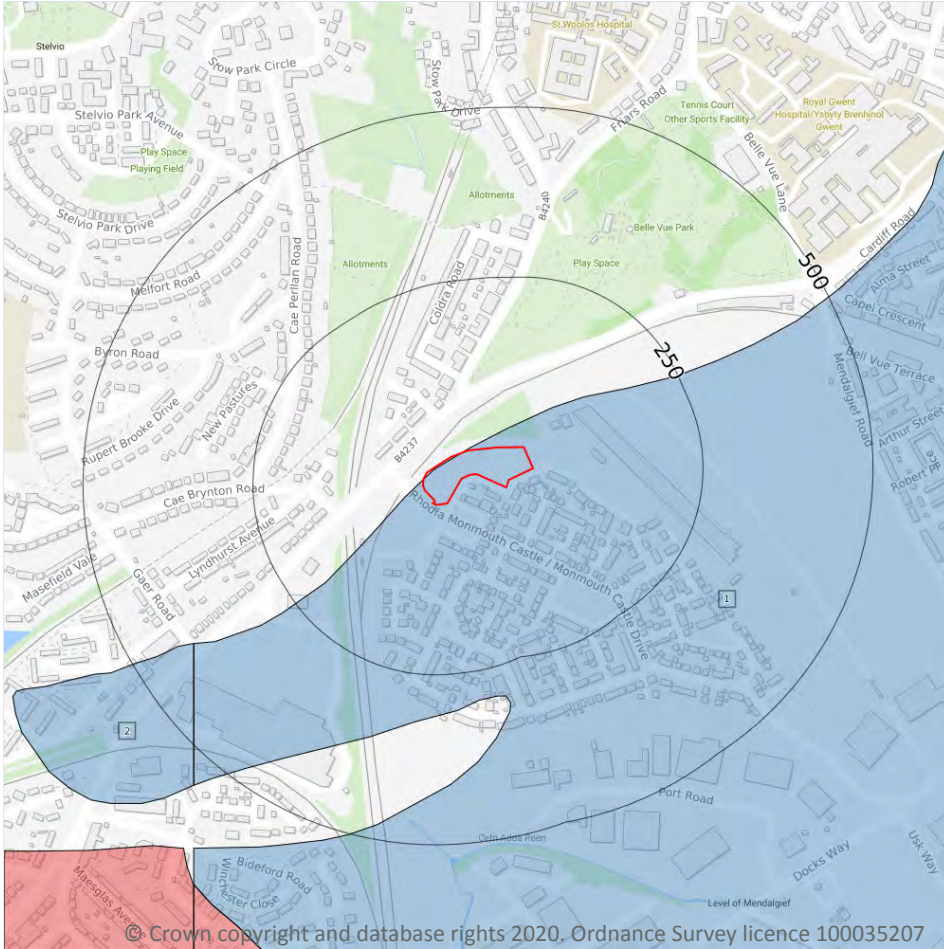 St Woolos Hospital
Stelvio
Stow Park Circle
Stow Park Drive
Friars Road
Tennis Court
Other Sports Facility
Royal Gwent
Hospital/Ysbyty Brenhinol
Gwent
Stelvio Park Avenue
Play Space
Playing Field
Belle Vue Lane
Allotments
B4240
Stelvio Park Drive
Belle Vue Park
Cardiff Road
Allotments
Play Space
500
Alma Street
Melfort Road
Cae Perllan Road
Coldra Road
Capel Crescent
Byron Road
250
Bell Vue Terrace
Mendalgief Road
New Pastures
Arthur Street
Rupert Brooke Drive
B4237
Robert Pl
Place
Cae Brynton Road
Rhodfa Monmouth Castle / Monmouth Castle Drive
Lyndhurst Avenue
Masefield Vale
Gaer Road
1
2
Port Road
Cefn Adda Reen
Usk Way
Docks Way
Bideford Road
Maesglas Avenue
Winchester Close
Level of Mendalgief
© Crown copyright and database rights 2020. Ordnance Survey licence 100035207